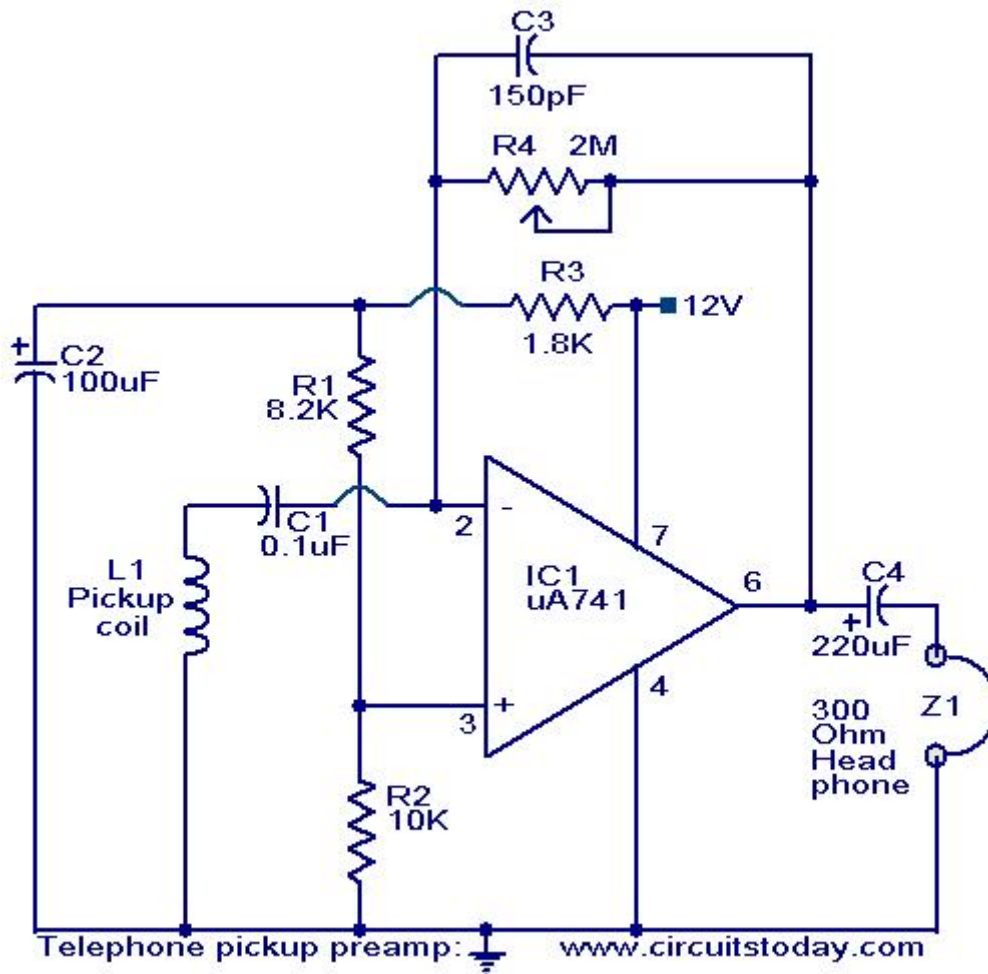 C3
150pF
R4 2M
R3
12V
1.8K
+
C2
100uF
R1
8.2K
C1
0.1uF
2
-
7
L1
Pickup
coil
IC1
uA741
6
C4
+
220uF
3
+
4
300
Ohm
Head
phone
Z1
R2
10K
Telephone pickup preamp: www.circuitstoday.com